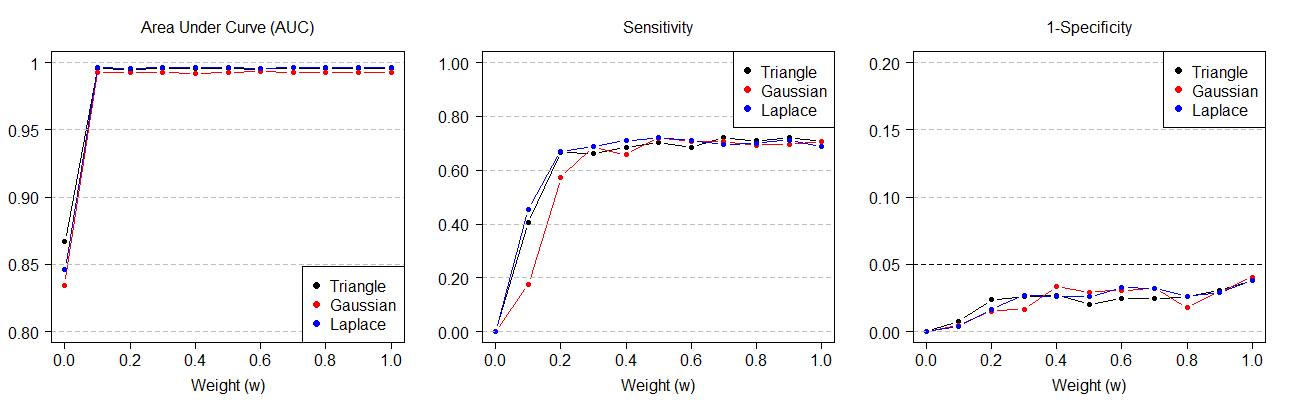 Area Under Curve (AUC)
1
0.95
0.90
0.85
0.80
Triangle
Gaussian
Laplace
0.0 0.2 0.4 0.6 0.8 1.0
Weight (w)
Sensitivity
1.00
0.80
0.60
0.40
0.20
0.00
Triangle
Gaussian
Laplace
0.0 0.2 0.4 0.6 0.8 1.0
Weight (w)
1-Specificity
0.20
0.15
0.10
0.05
0.00
Triangle
Gaussian
Laplace
0.0 0.2 0.4 0.6 0.8 1.0
Weight (w)